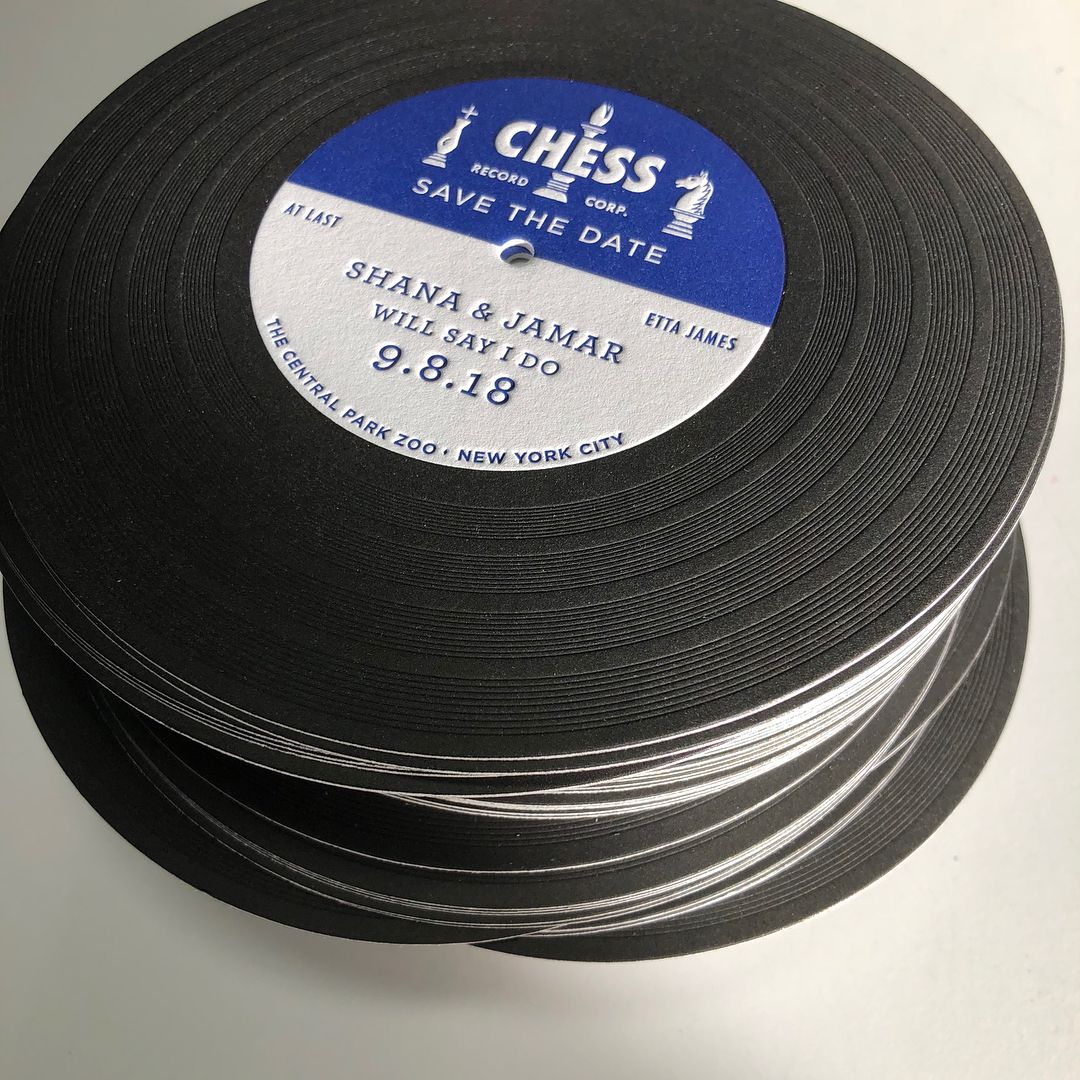 CHESS
RECORD CORP.
SAVE THE DATE
AT LAST
ETTA JAMES
SHANA & JAMAR
WILL SAY I DO
9.8.18
THE CENTRAL PARK ZOO • NEW YORK CITY